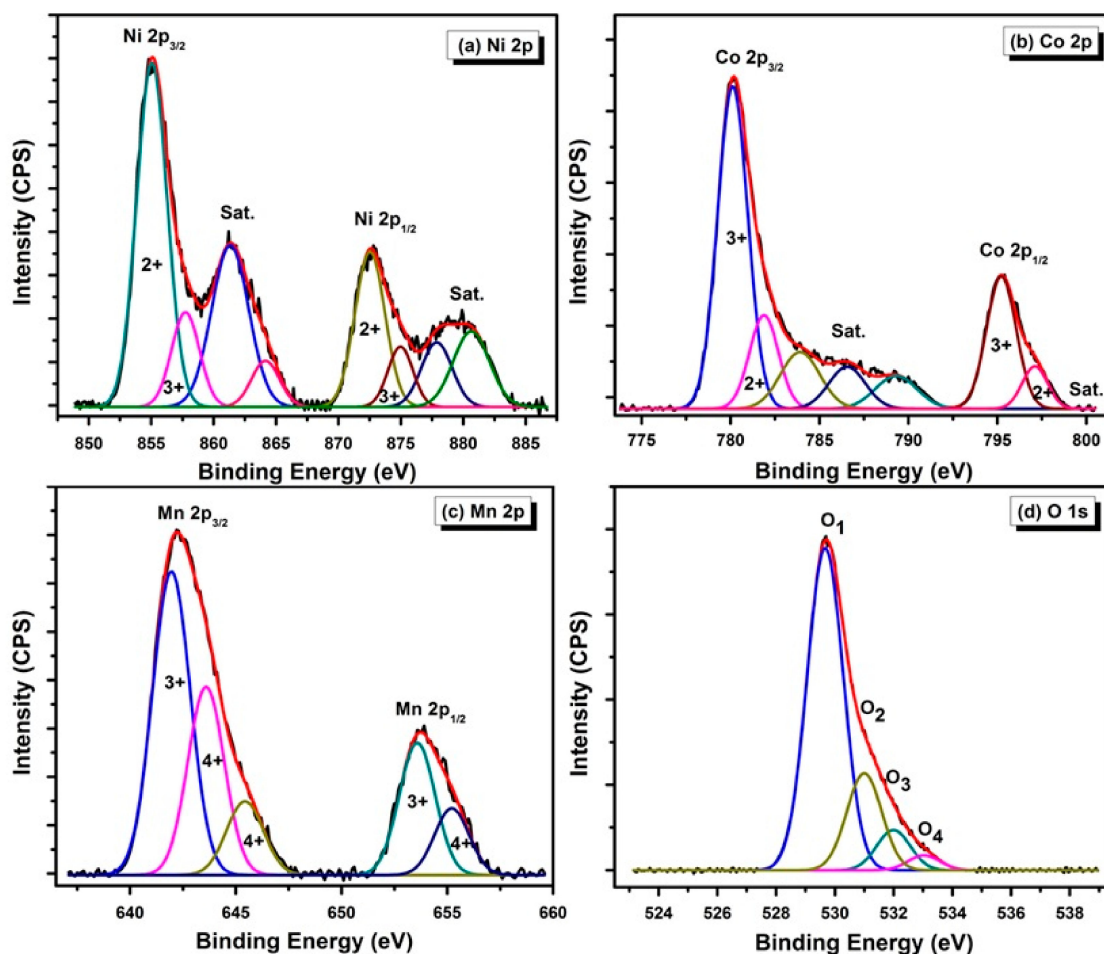 (a) Ni 2p
Ni 2p3/2
Sat.
Ni 2p1/2
Sat.
2+
3+
2+
3+
Intensity (CPS)
850 855 860 865 870 875 880 885
Binding Energy (eV)
(b) Co 2p
Co 2p3/2
Co 2p1/2
3+
2+
Sat.
3+
2+
Sat.
Intensity (CPS)
775 780 785 790 795 800
Binding Energy (eV)
(c) Mn 2p
Mn 2p3/2
Mn 2p1/2
3+
4+
4+
3+
4+
Intensity (CPS)
640 645 650 655 660
Binding Energy (eV)
(d) O 1s
O1
O2
O3
O4
Intensity (CPS)
524 526 528 530 532 534 536 538
Binding Energy (eV)